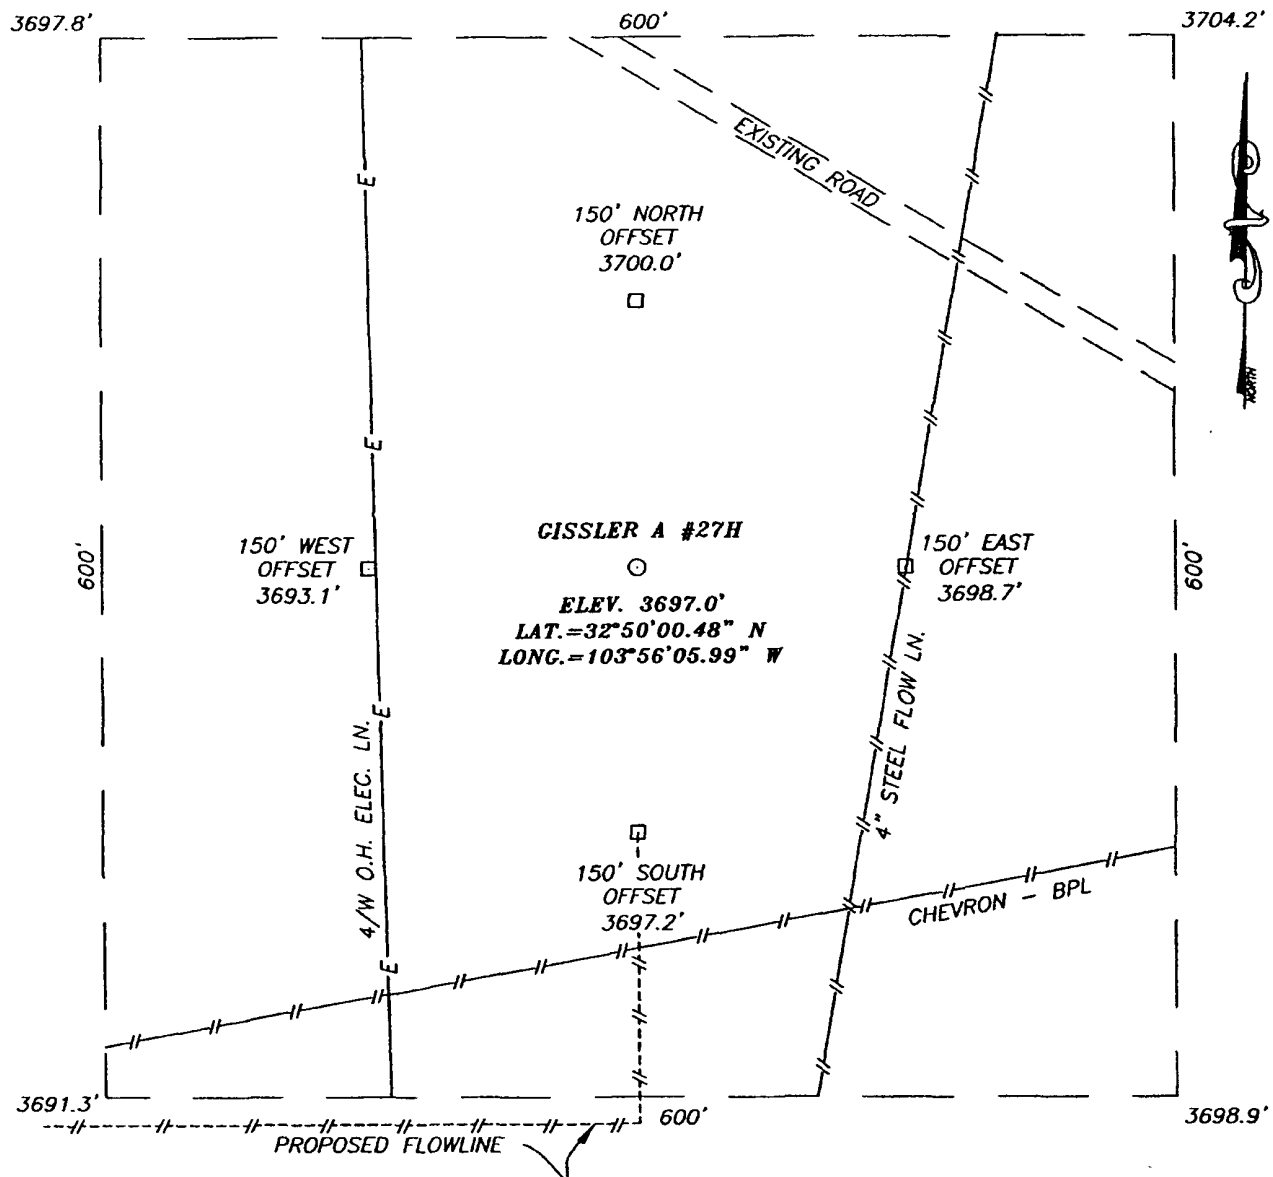 3697.8'
600'
3704.2'
EXISTING ROAD
150' NORTH
OFFSET
3700.0'
NORTH
E
E
GISSLER A #27H
150' WEST
OFFSET
3693.1'
150' EAST
OFFSET
3698.7'
600'
600'
ELEV. 3697.0'
LAT.=32°50'00.48" N
LONG.=103°56'05.99" W
E
4/W O.H. ELEC. LN.
4" STEEL FLOW LN.
150' SOUTH
OFFSET
3697.2'
CHEVRON - BPL
E
3691.3'
600'
3698.9'
PROPOSED FLOWLINE